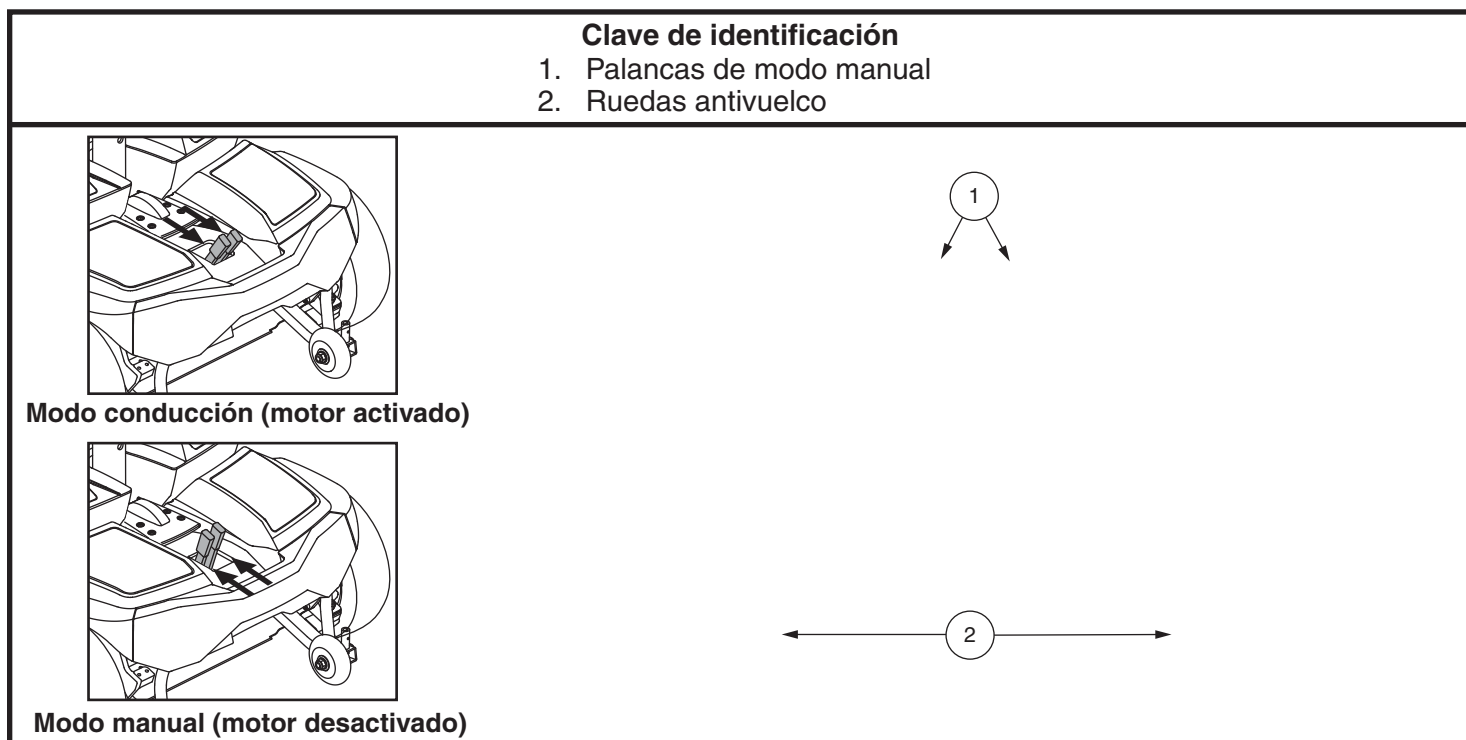 Clave de identificación
1. Palancas de modo manual
2. Ruedas antivuelco
1
Modo conducción (motor activado)
2
Modo manual (motor desactivado)